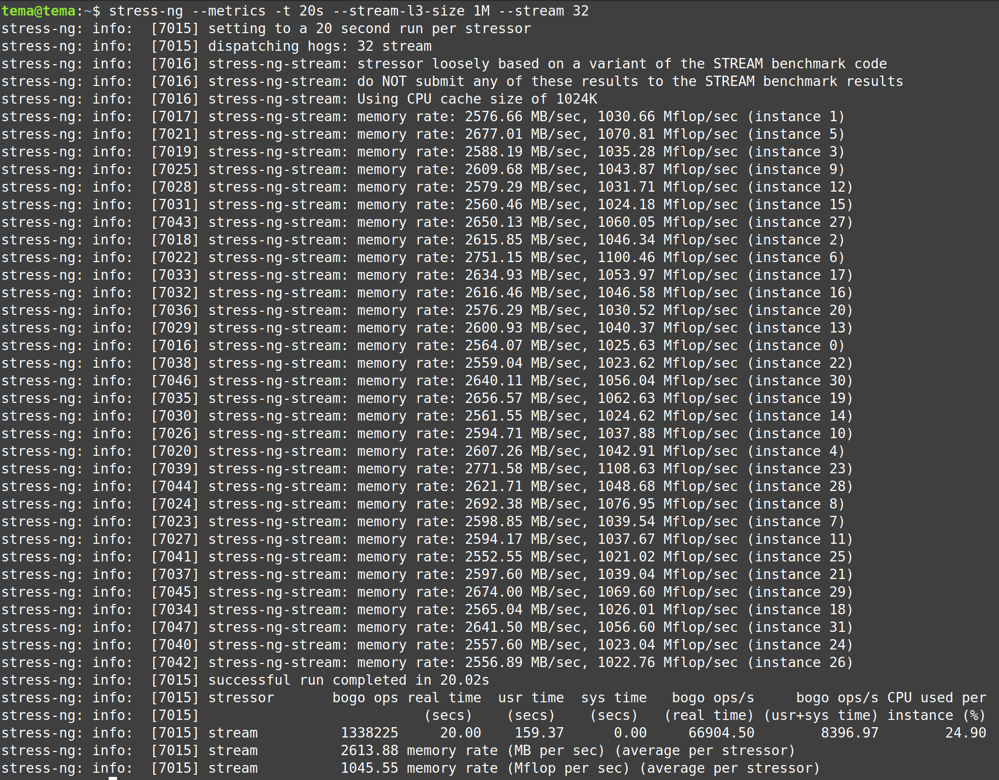 tema@tema:~$ stress-ng --metrics -t 20s --stream-l3-size 1M --stream 32
stress-ng: info:  [7015] setting to a 20 second run per stressor
stress-ng: info:  [7015] dispatching hogs: 32 stream
stress-ng: info:  [7016] stress-ng-stream: stressor loosely based on a variant of the STREAM benchmark code
stress-ng: info:  [7016] stress-ng-stream: do NOT submit any of these results to the STREAM benchmark results
stress-ng: info:  [7016] stress-ng-stream: Using CPU cache size of 1024K
stress-ng: info:  [7017] stress-ng-stream: memory rate: 2576.66 MB/sec, 1030.66 Mflop/sec (instance 1)
stress-ng: info:  [7021] stress-ng-stream: memory rate: 2677.01 MB/sec, 1070.81 Mflop/sec (instance 5)
stress-ng: info:  [7019] stress-ng-stream: memory rate: 2588.19 MB/sec, 1035.28 Mflop/sec (instance 3)
stress-ng: info:  [7025] stress-ng-stream: memory rate: 2609.68 MB/sec, 1043.87 Mflop/sec (instance 9)
stress-ng: info:  [7028] stress-ng-stream: memory rate: 2579.29 MB/sec, 1031.71 Mflop/sec (instance 12)
stress-ng: info:  [7031] stress-ng-stream: memory rate: 2560.46 MB/sec, 1024.18 Mflop/sec (instance 15)
stress-ng: info:  [7043] stress-ng-stream: memory rate: 2650.13 MB/sec, 1060.05 Mflop/sec (instance 27)
stress-ng: info:  [7018] stress-ng-stream: memory rate: 2615.85 MB/sec, 1046.34 Mflop/sec (instance 2)
stress-ng: info:  [7022] stress-ng-stream: memory rate: 2751.15 MB/sec, 1100.46 Mflop/sec (instance 6)
stress-ng: info:  [7033] stress-ng-stream: memory rate: 2634.93 MB/sec, 1053.97 Mflop/sec (instance 17)
stress-ng: info:  [7032] stress-ng-stream: memory rate: 2616.46 MB/sec, 1046.58 Mflop/sec (instance 16)
stress-ng: info:  [7036] stress-ng-stream: memory rate: 2576.29 MB/sec, 1030.52 Mflop/sec (instance 20)
stress-ng: info:  [7029] stress-ng-stream: memory rate: 2600.93 MB/sec, 1040.37 Mflop/sec (instance 13)
stress-ng: info:  [7016] stress-ng-stream: memory rate: 2564.07 MB/sec, 1025.63 Mflop/sec (instance 0)
stress-ng: info:  [7038] stress-ng-stream: memory rate: 2559.04 MB/sec, 1023.62 Mflop/sec (instance 22)
stress-ng: info:  [7046] stress-ng-stream: memory rate: 2640.11 MB/sec, 1056.04 Mflop/sec (instance 30)
stress-ng: info:  [7035] stress-ng-stream: memory rate: 2656.57 MB/sec, 1062.63 Mflop/sec (instance 19)
stress-ng: info:  [7030] stress-ng-stream: memory rate: 2561.55 MB/sec, 1024.62 Mflop/sec (instance 14)
stress-ng: info:  [7026] stress-ng-stream: memory rate: 2594.71 MB/sec, 1037.88 Mflop/sec (instance 10)
stress-ng: info:  [7020] stress-ng-stream: memory rate: 2607.26 MB/sec, 1042.91 Mflop/sec (instance 4)
stress-ng: info:  [7039] stress-ng-stream: memory rate: 2771.58 MB/sec, 1108.63 Mflop/sec (instance 23)
stress-ng: info:  [7044] stress-ng-stream: memory rate: 2621.71 MB/sec, 1048.68 Mflop/sec (instance 28)
stress-ng: info:  [7024] stress-ng-stream: memory rate: 2692.38 MB/sec, 1076.95 Mflop/sec (instance 8)
stress-ng: info:  [7023] stress-ng-stream: memory rate: 2598.85 MB/sec, 1039.54 Mflop/sec (instance 7)
stress-ng: info:  [7027] stress-ng-stream: memory rate: 2594.17 MB/sec, 1037.67 Mflop/sec (instance 11)
stress-ng: info:  [7041] stress-ng-stream: memory rate: 2552.55 MB/sec, 1021.02 Mflop/sec (instance 25)
stress-ng: info:  [7037] stress-ng-stream: memory rate: 2597.60 MB/sec, 1039.04 Mflop/sec (instance 21)
stress-ng: info:  [7045] stress-ng-stream: memory rate: 2674.00 MB/sec, 1069.60 Mflop/sec (instance 29)
stress-ng: info:  [7034] stress-ng-stream: memory rate: 2565.04 MB/sec, 1026.01 Mflop/sec (instance 18)
stress-ng: info:  [7047] stress-ng-stream: memory rate: 2641.50 MB/sec, 1056.60 Mflop/sec (instance 31)
stress-ng: info:  [7040] stress-ng-stream: memory rate: 2557.60 MB/sec, 1023.04 Mflop/sec (instance 24)
stress-ng: info:  [7042] stress-ng-stream: memory rate: 2556.89 MB/sec, 1022.76 Mflop/sec (instance 26)
stress-ng: info:  [7015] successful run completed in 20.02s
stress-ng: info:  [7015] stressor       bogo ops real time  usr time  sys time   bogo ops/s     bogo ops/s CPU used per
stress-ng: info:  [7015]                           (secs)    (secs)    (secs)   (real time) (usr+sys time) instance (%)
stress-ng: info:  [7015] stream          1338225     20.00    159.37      0.00     66904.50        8396.97        24.90
stress-ng: info:  [7015] stream          2613.88 memory rate (MB per sec) (average per stressor)
stress-ng: info:  [7015] stream          1045.55 memory rate (Mflop per sec) (average per stressor)